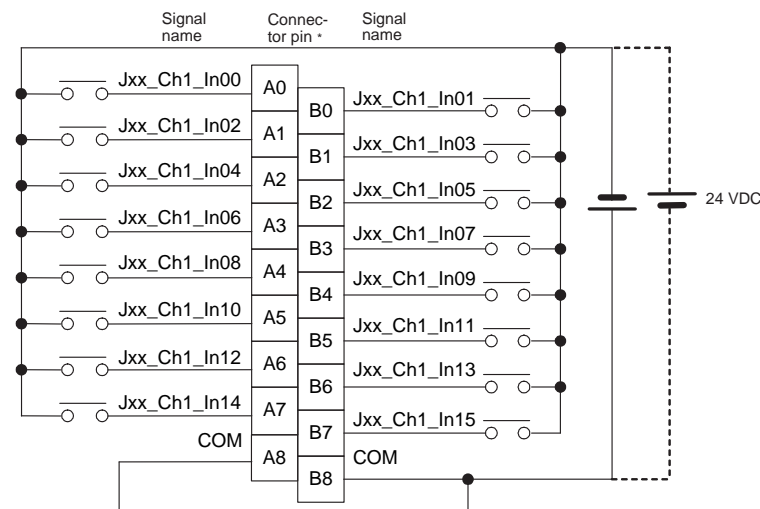 Signal name
Connec-
tor pin *
Signal name
Jxx_Ch1_In00
A0
B0
Jxx_Ch1_In01
Jxx_Ch1_In02
A1
B1
Jxx_Ch1_In03
Jxx_Ch1_In04
A2
B2
Jxx_Ch1_In05
Jxx_Ch1_In06
A3
B3
Jxx_Ch1_In07
Jxx_Ch1_In08
A4
B4
Jxx_Ch1_In09
Jxx_Ch1_In10
A5
B5
Jxx_Ch1_In11
Jxx_Ch1_In12
A6
B6
Jxx_Ch1_In13
Jxx_Ch1_In14
A7
B7
Jxx_Ch1_In15
COM
A8
B8
COM
24 VDC